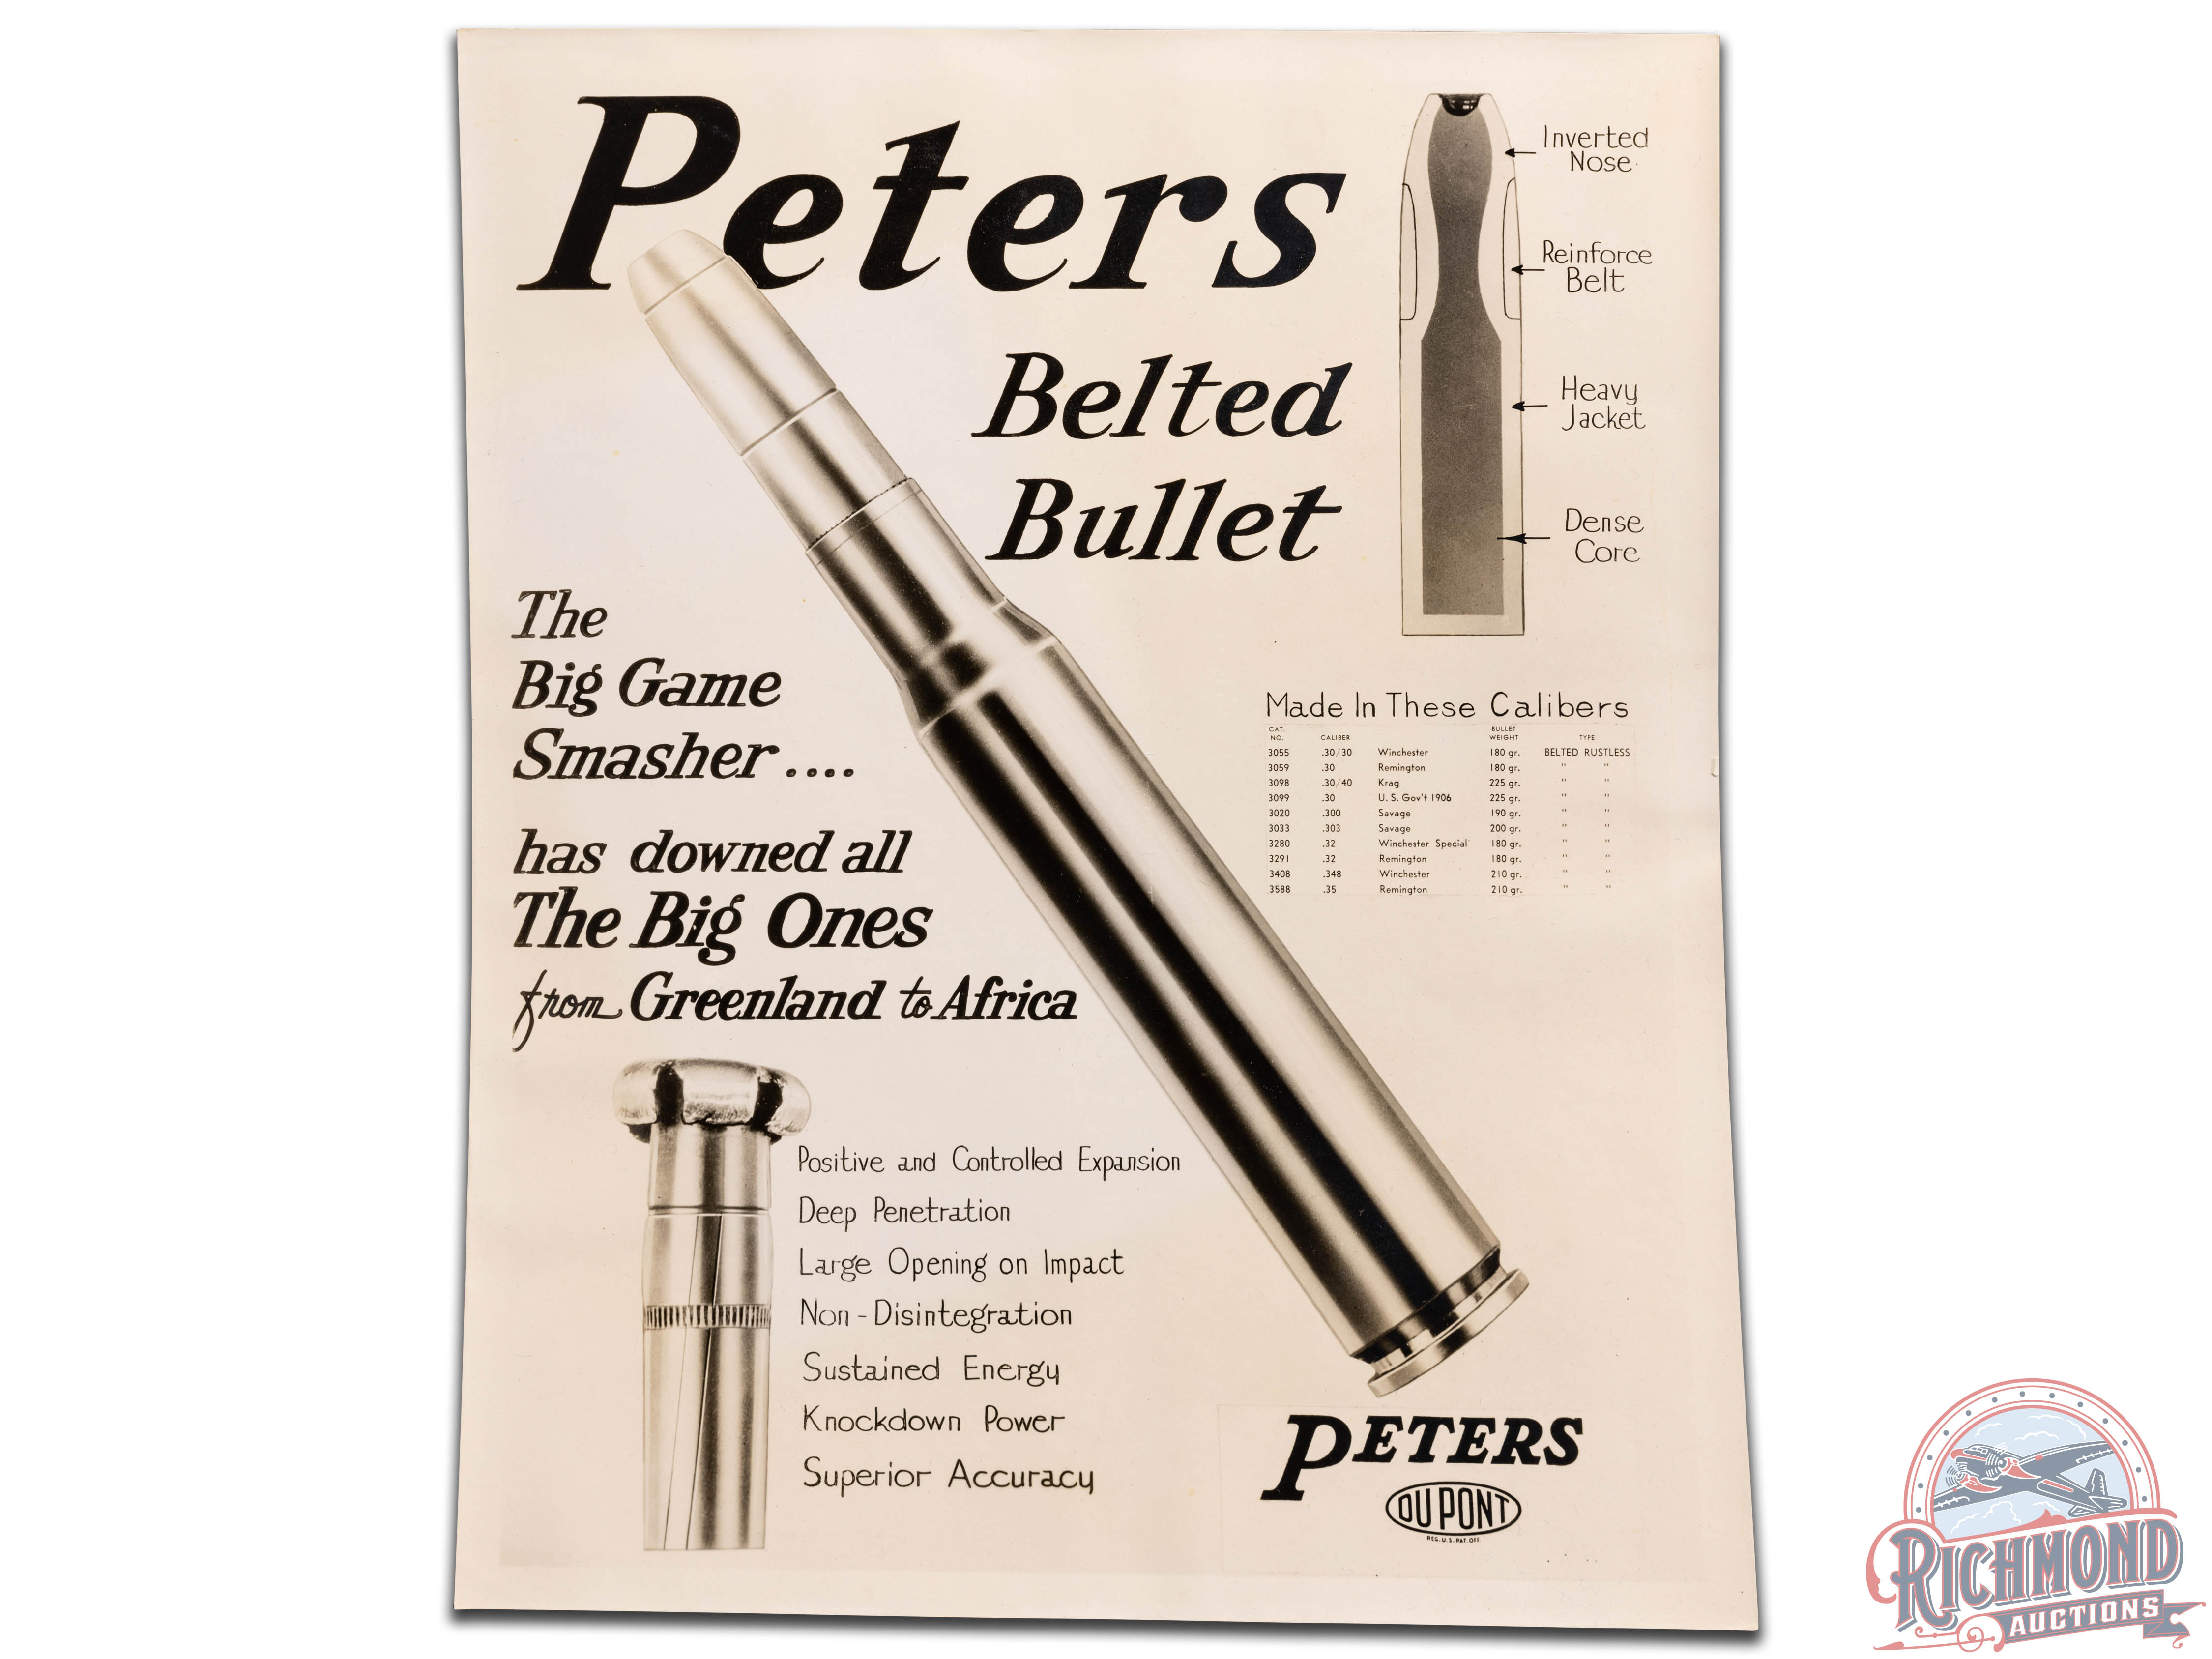 Peters
Belted
Bullet
Inverted
Nose
Reinforce
Belt
Heavy
Jacket
Dense
Core
The
Big Game
Smasher....
has downed all
The Big Ones
from Greenland to Africa
Made In These Calibers
CAT. NO. CALIBER BULLET WEIGHT TYPE
3055 .30/30 Winchester 180 gr. BELTED RUSTLESS
3059 .30 Remington 180 gr. " "
3098 .30/40 Krag 225 gr. " "
3099 .30 U. S. Gov't 1906 225 gr. " "
3020 .300 Savage 190 gr. " "
3033 .303 Savage 200 gr. " "
3280 .32 Winchester Special 180 gr. " "
3291 .32 Remington 180 gr. " "
3408 .348 Winchester 210 gr. " "
3588 .35 Remington 210 gr. " "
Positive and Controlled Expansion
Deep Penetration
Large Opening on Impact
Non-Disintegration
Sustained Energy
Knockdown Power
Superior Accuracy
PETERS
DU PONT
REG. U.S. PAT. OFF.
RICHMOND
AUCTIONS